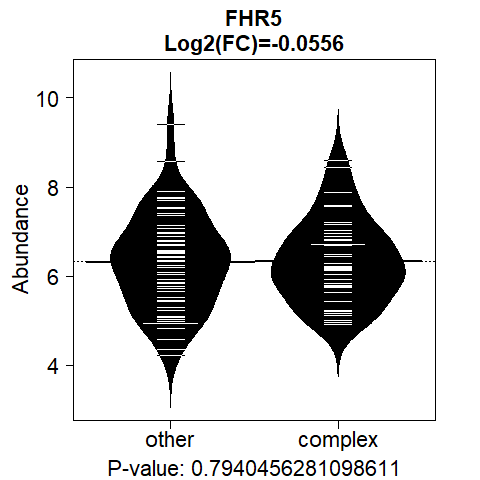 FHR5
Log2(FC)=-0.0556
Abundance
10
8
6
4
other complex
P-value: 0.7940456281098611